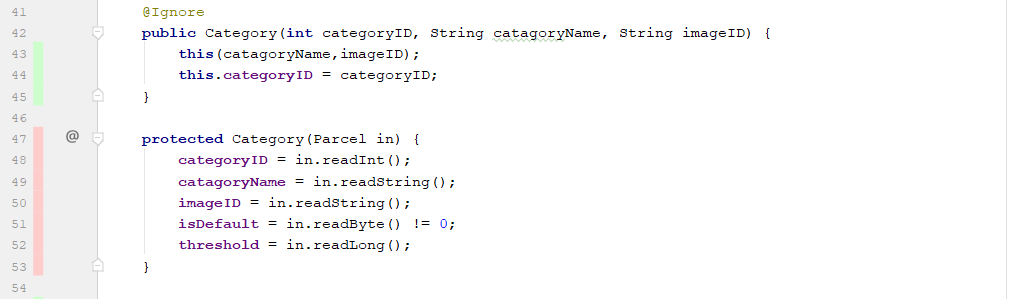 41 @Ignore
42 public Category(int categoryID, String catagoryName, String imageID) {
43 this(catagoryName,imageID);
44 this.categoryID = categoryID;
45 }
46
47 @ protected Category(Parcel in) {
48 categoryID = in.readInt();
49 catagoryName = in.readString();
50 imageID = in.readString();
51 isDefault = in.readByte() != 0;
52 threshold = in.readLong();
53 }
54